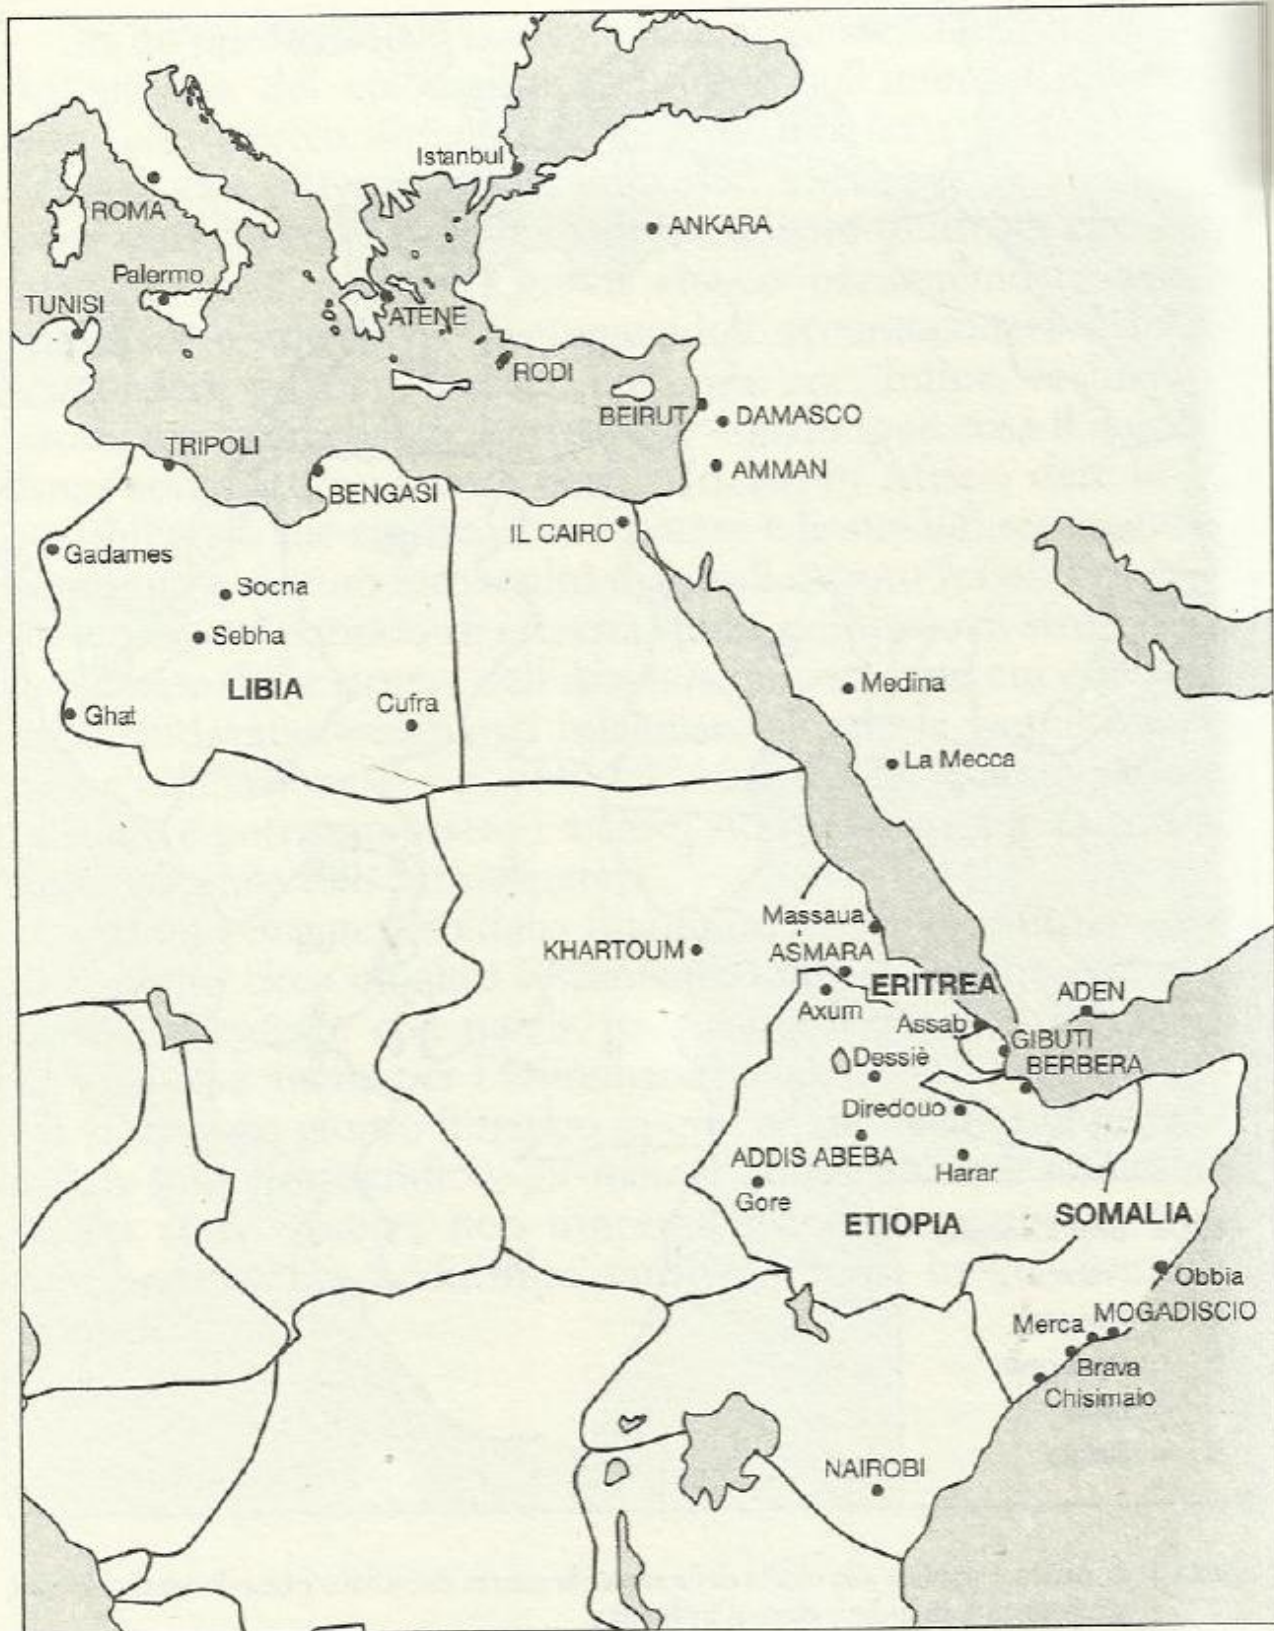 Istanbul
ROMA
ANKARA
Palermo
TUNISI
ATENE
RODI
BEIRUT
DAMASCO
TRIPOLI
AMMAN
BENGASI
IL CAIRO
Gadames
Socna
Sebha
LIBIA
Medina
Cufra
Ghat
La Mecca
Massaua
KHARTOUM
ASMARA
ERITREA
ADEN
Axum
Assab
GIBUTI
Dessiè
BERBERA
Diredouo
ADDIS ABEBA
Harar
Gore
ETIOPIA
SOMALIA
Obbia
MOGADISCIO
Merca
Brava
Chisimaio
NAIROBI